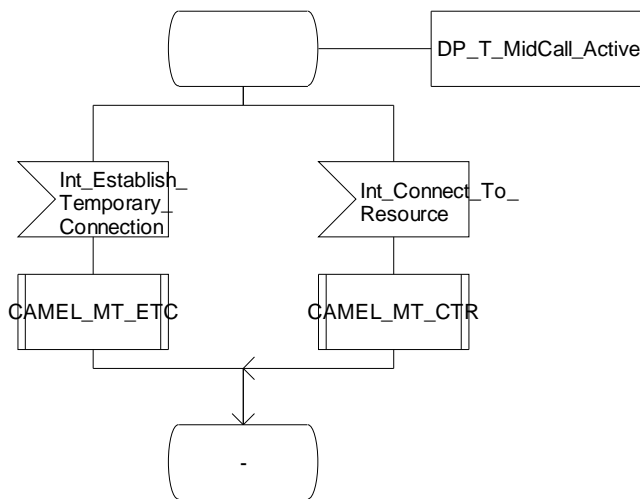 DP_T_MidCall_Active
Int_Establish_
Temporary_
Connection
Int_Connect_To_
Resource
CAMEL_MT_ETC
CAMEL_MT_CTR
-